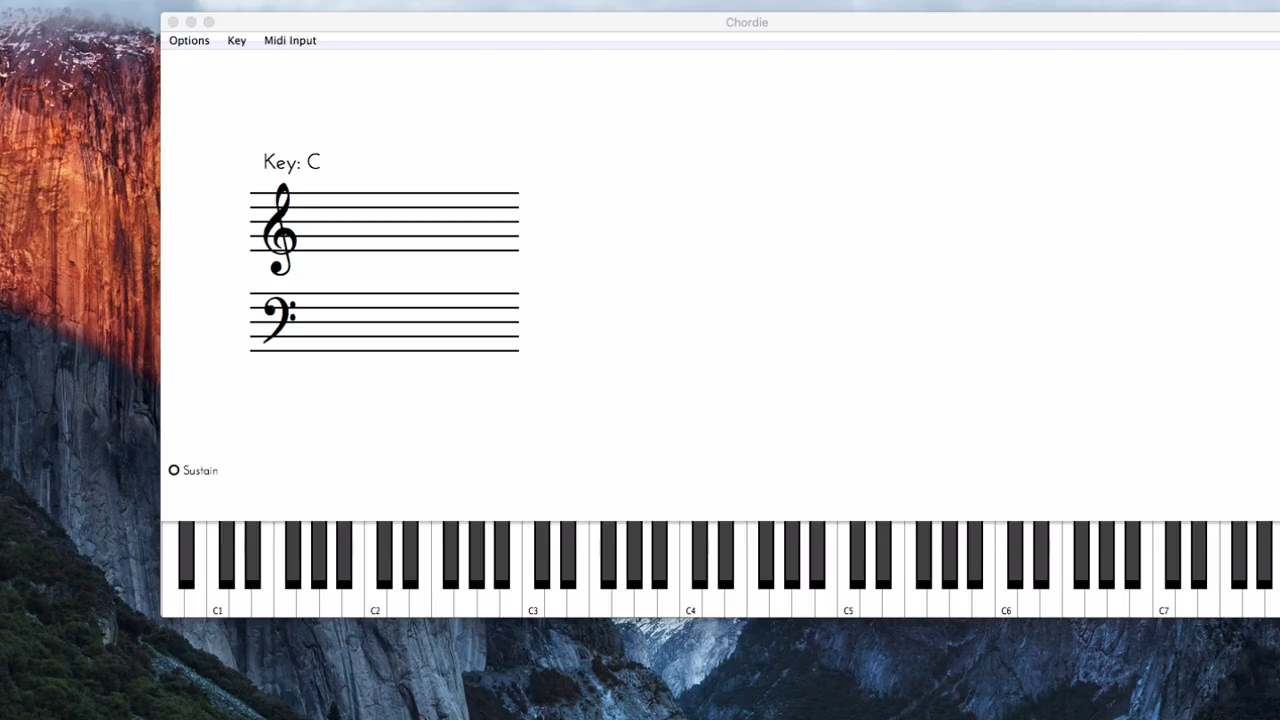 Chordie
Options Key Midi Input
Key: C
Sustain
C1 C2 C3 C4 C5 C6 C7